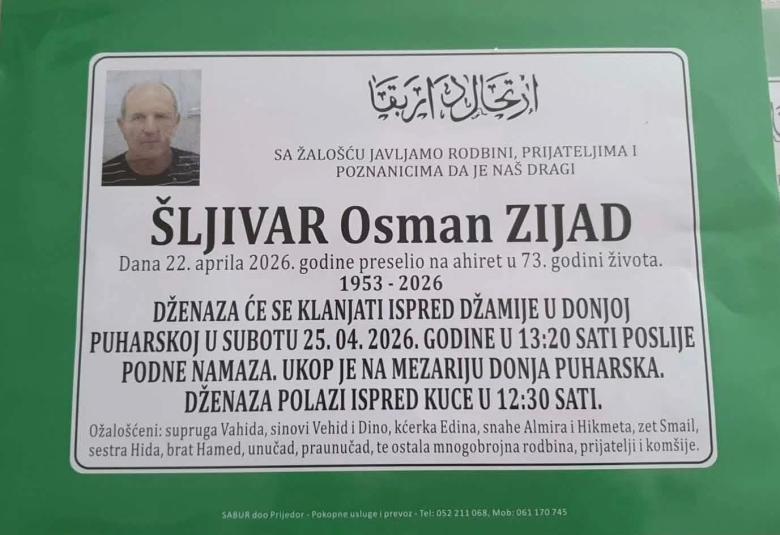 ارتحال دار بقا
SA ŽALOŠĆU JAVLJAMO RODBINI, PRIJATELJIMA I
POZNANICIMA DA JE NAŠ DRAGI
ŠLJIVAR Osman ZIJAD
Dana 22. aprila 2026. godine preselio na ahiret u 73. godini života.
1953 - 2026
DŽENAZA ĆE SE KLANJATI ISPRED DŽAMIJE U DONJOJ
PUHARSKOJ U SUBOTU 25.04. 2026. GODINE U 13:20 SATI POSLIJE
PODNE NAMAZA. UKOP JE NA MEZARIJU DONJA PUHARSKA.
DŽENAZA POLAZI ISPRED KUCE U 12:30 SATI.
Ožalošćeni: supruga Vahida, sinovi Vehid i Dino, kćerka Edina, snahe Almira i Hikmeta, zet Smail,
sestra Hida, brat Hamed, unučad, praunučad, te ostala mnogobrojna rodbina, prijatelji i komšije.
SABUR doo Prijedor - Pokopne usluge i prevoz - Tel: 052 211 068, Mob: 061 170 745